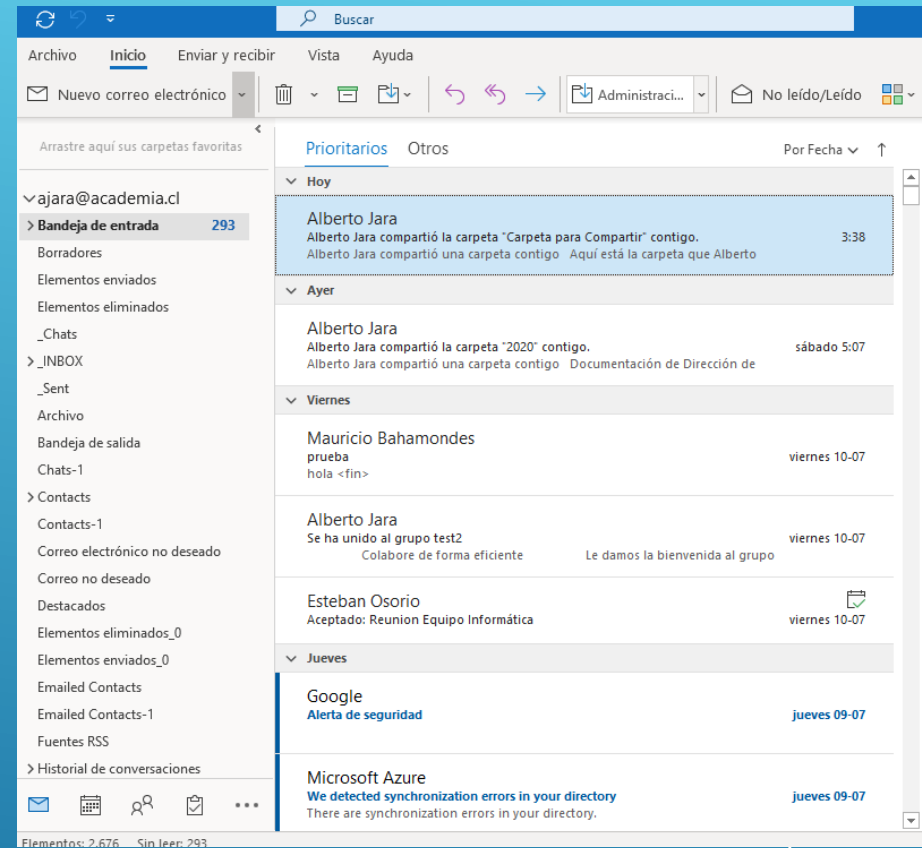 Buscar
Archivo Inicio Enviar y recibir Vista Ayuda
Nuevo correo electrónico Administraci... No leído/Leído
Arrastre aquí sus carpetas favoritas
ajara@academia.cl
Bandeja de entrada 293
Borradores
Elementos enviados
Elementos eliminados
_Chats
_INBOX
_Sent
Archivo
Bandeja de salida
Chats-1
Contacts
Contacts-1
Correo electrónico no deseado
Correo no deseado
Destacados
Elementos eliminados_0
Elementos enviados_0
Emailed Contacts
Emailed Contacts-1
Fuentes RSS
Historial de conversaciones
Prioritarios Otros Por Fecha
Hoy
Alberto Jara
Alberto Jara compartió la carpeta "Carpeta para Compartir" contigo. 3:38
Alberto Jara compartió una carpeta contigo Aquí está la carpeta que Alberto
Ayer
Alberto Jara
Alberto Jara compartió la carpeta "2020" contigo. sábado 5:07
Alberto Jara compartió una carpeta contigo Documentación de Dirección de
Viernes
Mauricio Bahamondes
prueba viernes 10-07
hola <fin>
Alberto Jara
Se ha unido al grupo test2 viernes 10-07
Colabore de forma eficiente Le damos la bienvenida al grupo
Esteban Osorio
Aceptado: Reunion Equipo Informática viernes 10-07
Jueves
Google
Alerta de seguridad jueves 09-07
Microsoft Azure
We detected synchronization errors in your directory jueves 09-07
There are synchronization errors in your directory.
Elementos: 2.676 Sin leer: 293